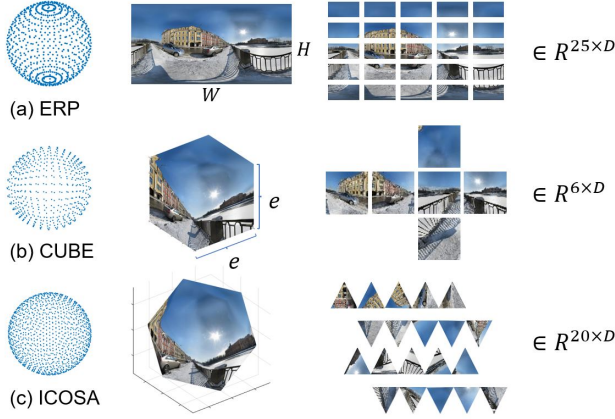 H
W
∈ R^{25×D}
(a) ERP
e
e
∈ R^{6×D}
(b) CUBE
∈ R^{20×D}
(c) ICOSA